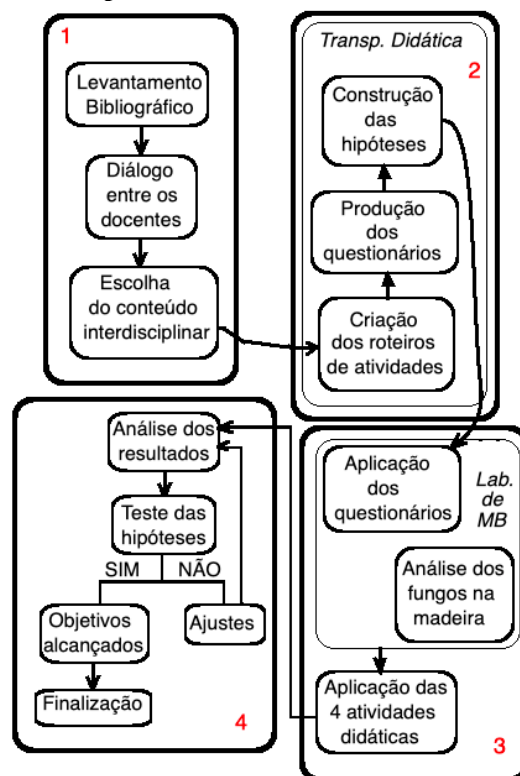 1
Levantamento
Bibliográfico
Diálogo
entre os
docentes
Escolha
do conteúdo
interdisciplinar
Transp. Didática
2
Construção
das
hipóteses
Produção
dos
questionários
Criação
dos roteiros
de atividades
Aplicação
dos
questionários
Lab.
de
MB
Análise dos
fungos na
madeira
Aplicação das
4 atividades
didáticas
3
Análise dos
resultados
Teste das
hipóteses
SIM
NÃO
Objetivos
alcançados
Ajustes
Finalização
4